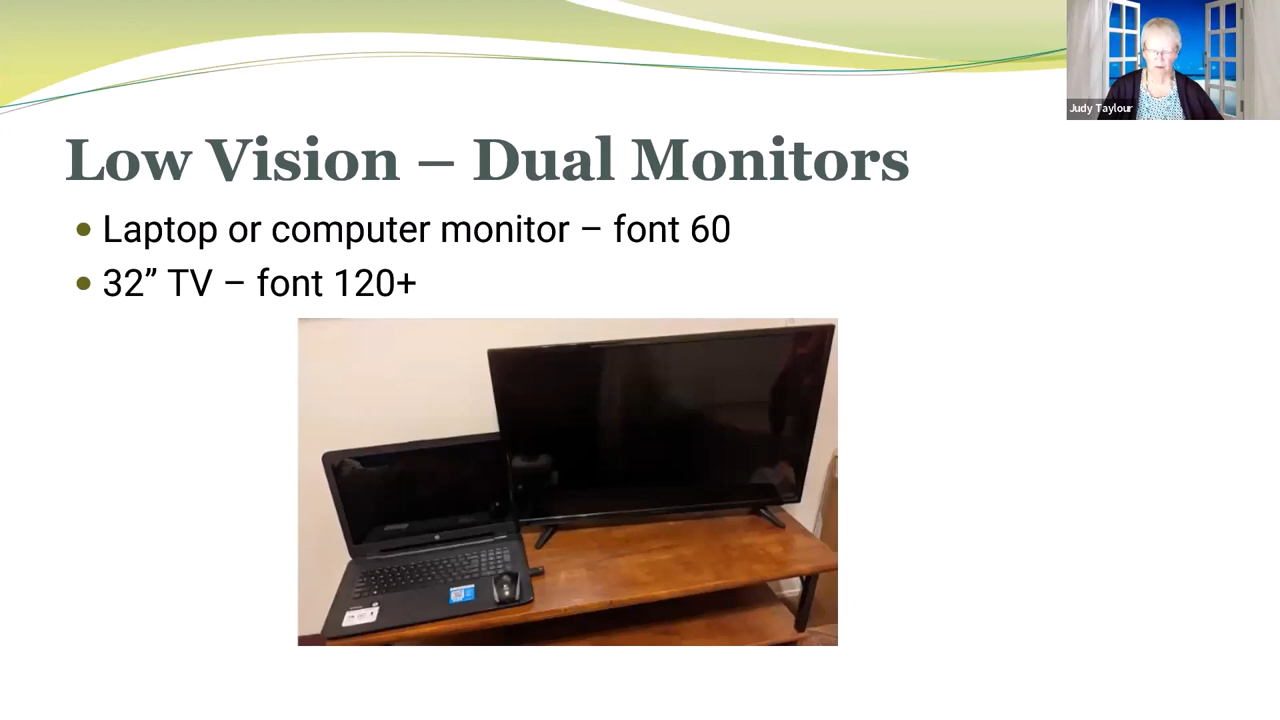 Judy Taylour
Low Vision – Dual Monitors
• Laptop or computer monitor – font 60
• 32” TV – font 120+